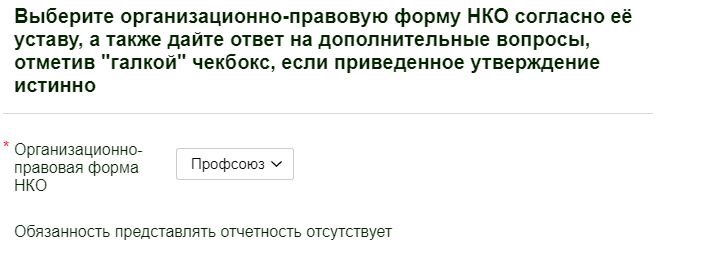 Выберите организационно-правовую форму НКО согласно её
уставу, а также дайте ответ на дополнительные вопросы,
отметив "галкой" чекбокс, если приведенное утверждение
истинно
* Организационно-
правовая форма
НКО
Профсоюз
Обязанность представлять отчетность отсутствует